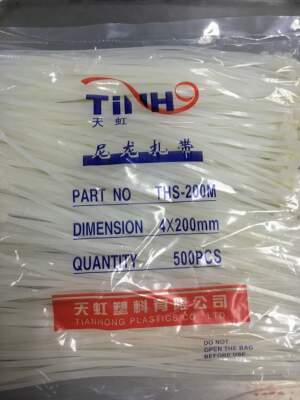 TiNH
天虹
尼龙扎带
PART NO THS-200M
DIMENSION 4X200mm
QUANTITY 500PCS
天虹塑料有限公司
TIANHONG PLASTICS CO LTD
DO NOT
OPEN THE BAG
BEFORE USE